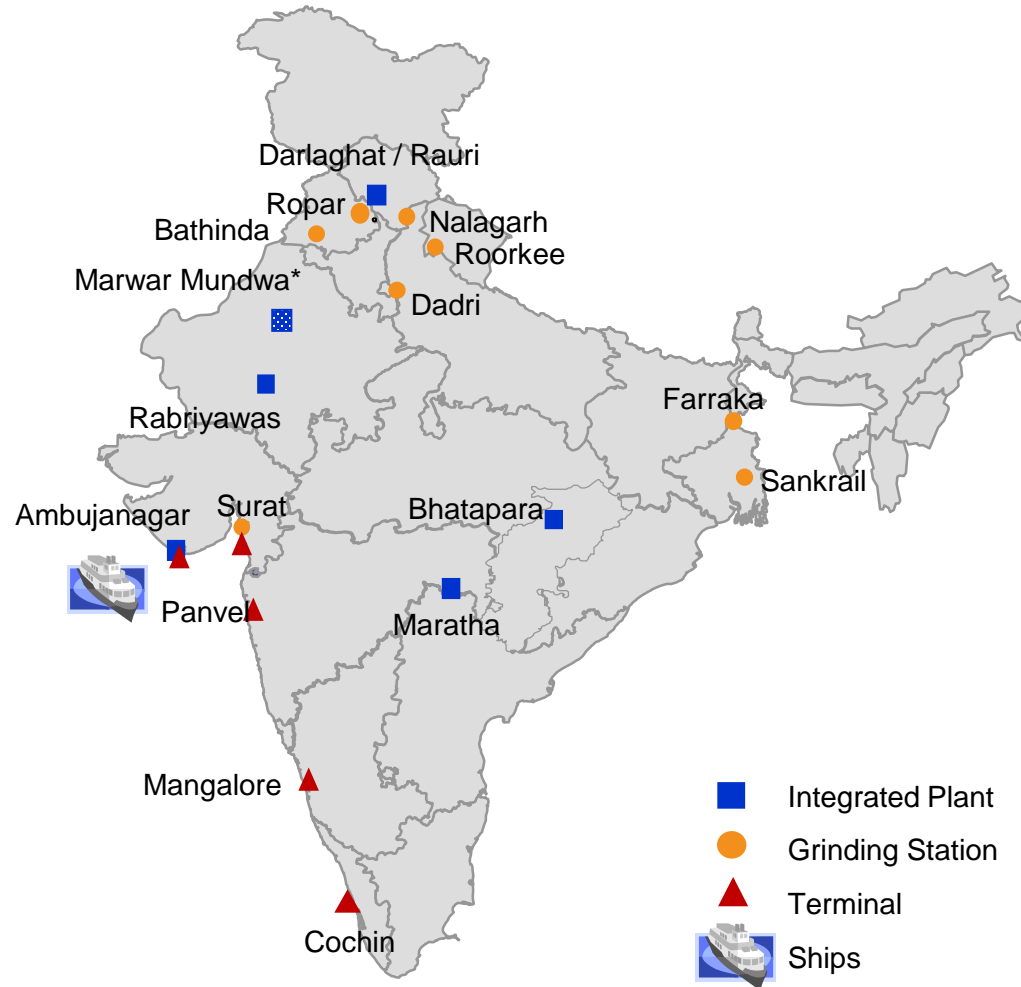 Darlaghat / Rauri
Ropar
Nalagarh
Bathinda
Roorkee
Marwar Mundwa*
Dadri
Rabriyawas
Farraka
Sankrail
Surat
Bhatapara
Ambujanagar
Panvel
Maratha
Mangalore
Cochin
Integrated Plant
Grinding Station
Terminal
Ships